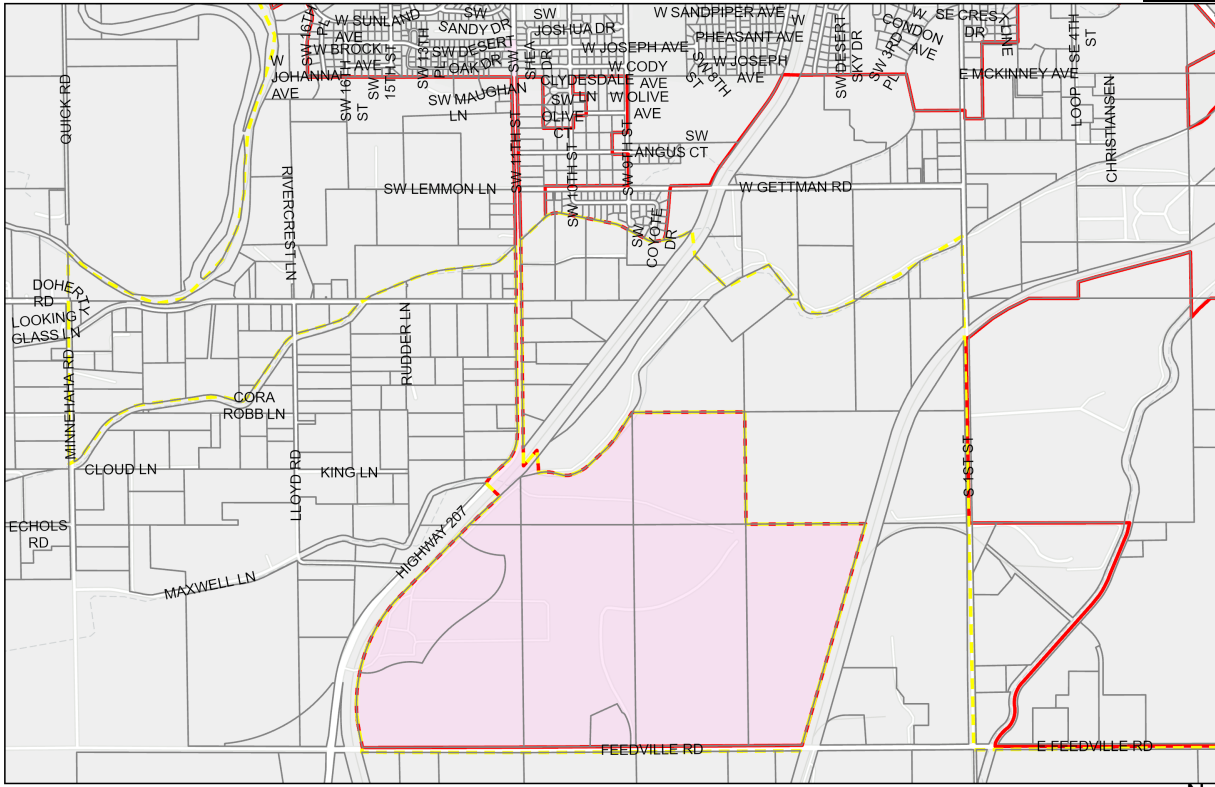 SW 16TH
PL
W SUNLAND
AVE
SW
SANDY DR
SW
JOSHUA DR
W SANDPIPER AVE
W
PHEASANT AVE
SW DESERT
SKY DR
W
CONDON
AVE
SW 3RD
PL
SE CREST
DR
SE 4TH
ST
W BROCK
AVE
SW 13TH
PL
SW DESERT
OAK DR
SW
SHEA
DR
W JOSEPH AVE
W JOSEPH
AVE
W
JOHANNA
AVE
SW 16TH
ST
SW
15TH ST
W CODY
AVE
CLYDESDALE
LN
SW 8TH
ST
E MCKINNEY AVE
LOOP
CHRISTIANSEN
QUICK RD
SW MAUGHAN
LN
SW
OLIVE
CT
W OLIVE
AVE
SW 11TH ST
SW 10TH ST
SW 9TH ST
SW
ANGUS CT
SW LEMMON LN
W GETTMAN RD
RIVERCREST LN
SW
COYOTE
DR
DOHERTY
RD
LOOKING
GLASS LN
RUDDER LN
MINNEHAHA RD
CORA
ROBB LN
CLOUD LN
LLOYD RD
KING LN
S 1ST ST
ECHOLS
RD
HIGHWAY 207
MAXWELL LN
FEEDVILLE RD
E FEEDVILLE RD